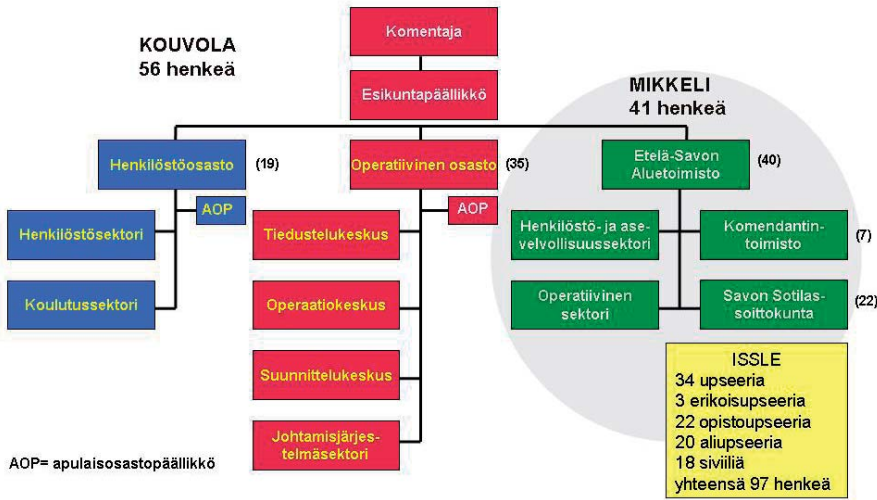 KOUVOLA
56 henkeä
Komentaja
Esikuntapäällikkö
MIKKELI
41 henkeä
Henkilöstöosasto
(19)
Operatiivinen osasto
(35)
Etelä-Savon
Aluetoimisto
(40)
AOP
AOP
Henkilöstösektori
Tiedustelukeskus
Henkilöstö- ja ase-
velvollisuussektori
Komendantin-
toimisto
(7)
Koulutussektori
Operaatiokeskus
Operatiivinen
sektori
Savon Sotilas-
soittokunta
(22)
Suunnittelukeskus
Johtamisjärjes-
telmäsektori
ISSLE
34 upseeria
3 erikoisupseeria
22 opistoupseeria
20 aliupseeria
18 siviiliä
yhteensä 97 henkeä
AOP= apulaisosastopäällikkö